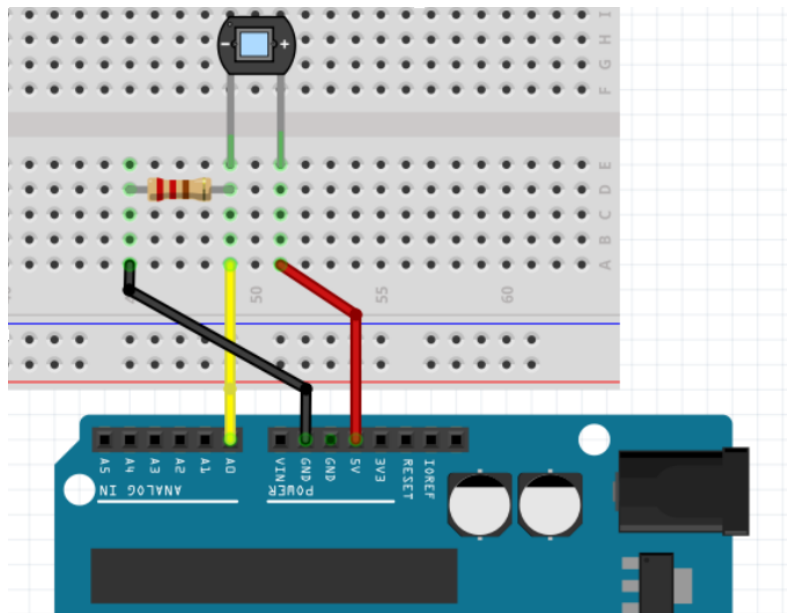 I
H
G
F
- +
E
D
C
B
A
50 55 60
A5 A4 A3 A2 A1 A0 VIN GND GND 5V 3V3 RESET IOREF
ANALOG IN POWER